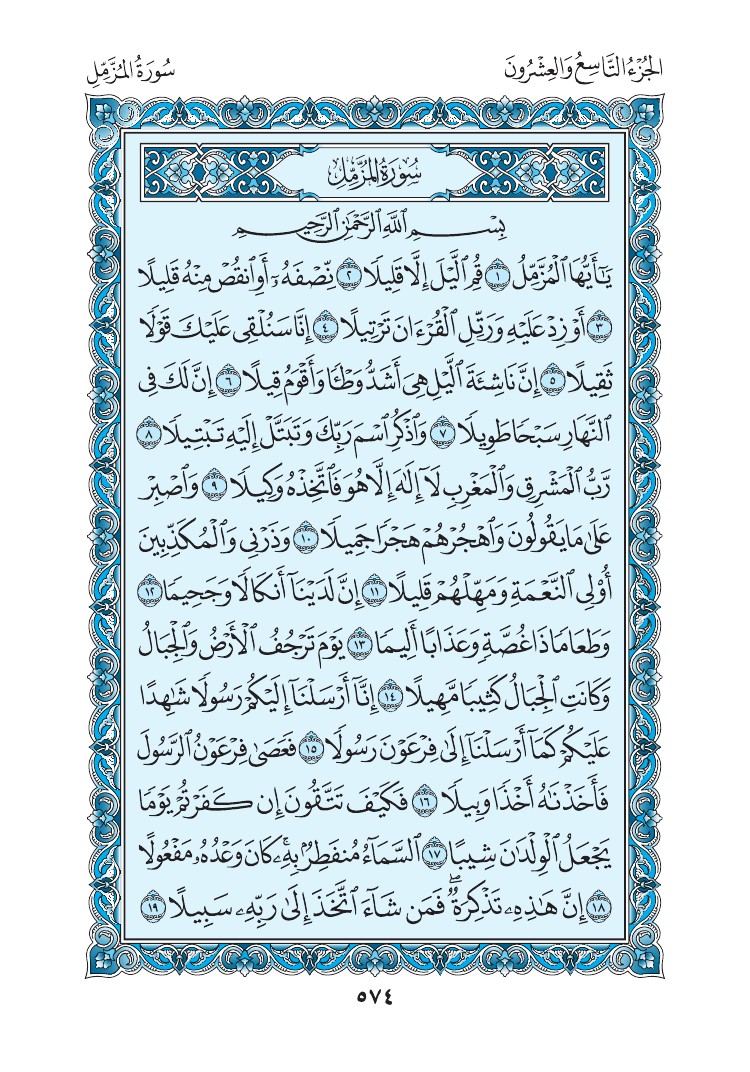 الجُزْءُ التَّاسِعُ وَالعِشْرُونَ
سُورَةُ المُزَّمِّلِ
سُورَةُ المُزَّمِّلِ
بِسْمِ ٱللَّهِ ٱلرَّحْمَٰنِ ٱلرَّحِيمِ
يَٰٓأَيُّهَا ٱلْمُزَّمِّلُ ١ قُمِ ٱلَّيْلَ إِلَّا قَلِيلًا ٢ نِّصْفَهُۥٓ أَوِ ٱنقُصْ مِنْهُ قَلِيلًا
٣ أَوْ زِدْ عَلَيْهِ وَرَتِّلِ ٱلْقُرْءَانَ تَرْتِيلًا ٤ إِنَّا سَنُلْقِى عَلَيْكَ قَوْلًا
ثَقِيلًا ٥ إِنَّ نَاشِئَةَ ٱلَّيْلِ هِىَ أَشَدُّ وَطْـًٔا وَأَقْوَمُ قِيلًا ٦ إِنَّ لَكَ فِى
ٱلنَّهَارِ سَبْحًا طَوِيلًا ٧ وَٱذْكُرِ ٱسْمَ رَبِّكَ وَتَبَتَّلْ إِلَيْهِ تَبْتِيلًا ٨
رَّبُّ ٱلْمَشْرِقِ وَٱلْمَغْرِبِ لَآ إِلَٰهَ إِلَّا هُوَ فَٱتَّخِذْهُ وَكِيلًا ٩ وَٱصْبِرْ
عَلَىٰ مَا يَقُولُونَ وَٱهْجُرْهُمْ هَجْرًا جَمِيلًا ١٠ وَذَرْنِى وَٱلْمُكَذِّبِينَ
أُو۟لِى ٱلنَّعْمَةِ وَمَهِّلْهُمْ قَلِيلًا ١١ إِنَّ لَدَيْنَآ أَنكَالًا وَجَحِيمًا ١٢
وَطَعَامًا ذَا غُصَّةٍ وَعَذَابًا أَلِيمًا ١٣ يَوْمَ تَرْجُفُ ٱلْأَرْضُ وَٱلْجِبَالُ
وَكَانَتِ ٱلْجِبَالُ كَثِيبًا مَّهِيلًا ١٤ إِنَّآ أَرْسَلْنَآ إِلَيْكُمْ رَسُولًا شَٰهِدًا
عَلَيْكُمْ كَمَآ أَرْسَلْنَآ إِلَىٰ فِرْعَوْنَ رَسُولًا ١٥ فَعَصَىٰ فِرْعَوْنُ ٱلرَّسُولَ
فَأَخَذْنَٰهُ أَخْذًا وَبِيلًا ١٦ فَكَيْفَ تَتَّقُونَ إِن كَفَرْتُمْ يَوْمًا
يَجْعَلُ ٱلْوِلْدَٰنَ شِيبًا ١٧ ٱلسَّمَآءُ مُنفَطِرٌۢ بِهِۦۚ كَانَ وَعْدُهُۥ مَفْعُولًا
١٨ إِنَّ هَٰذِهِۦ تَذْكِرَةٌۖ فَمَن شَآءَ ٱتَّخَذَ إِلَىٰ رَبِّهِۦ سَبِيلًا ١٩
٥٧٤